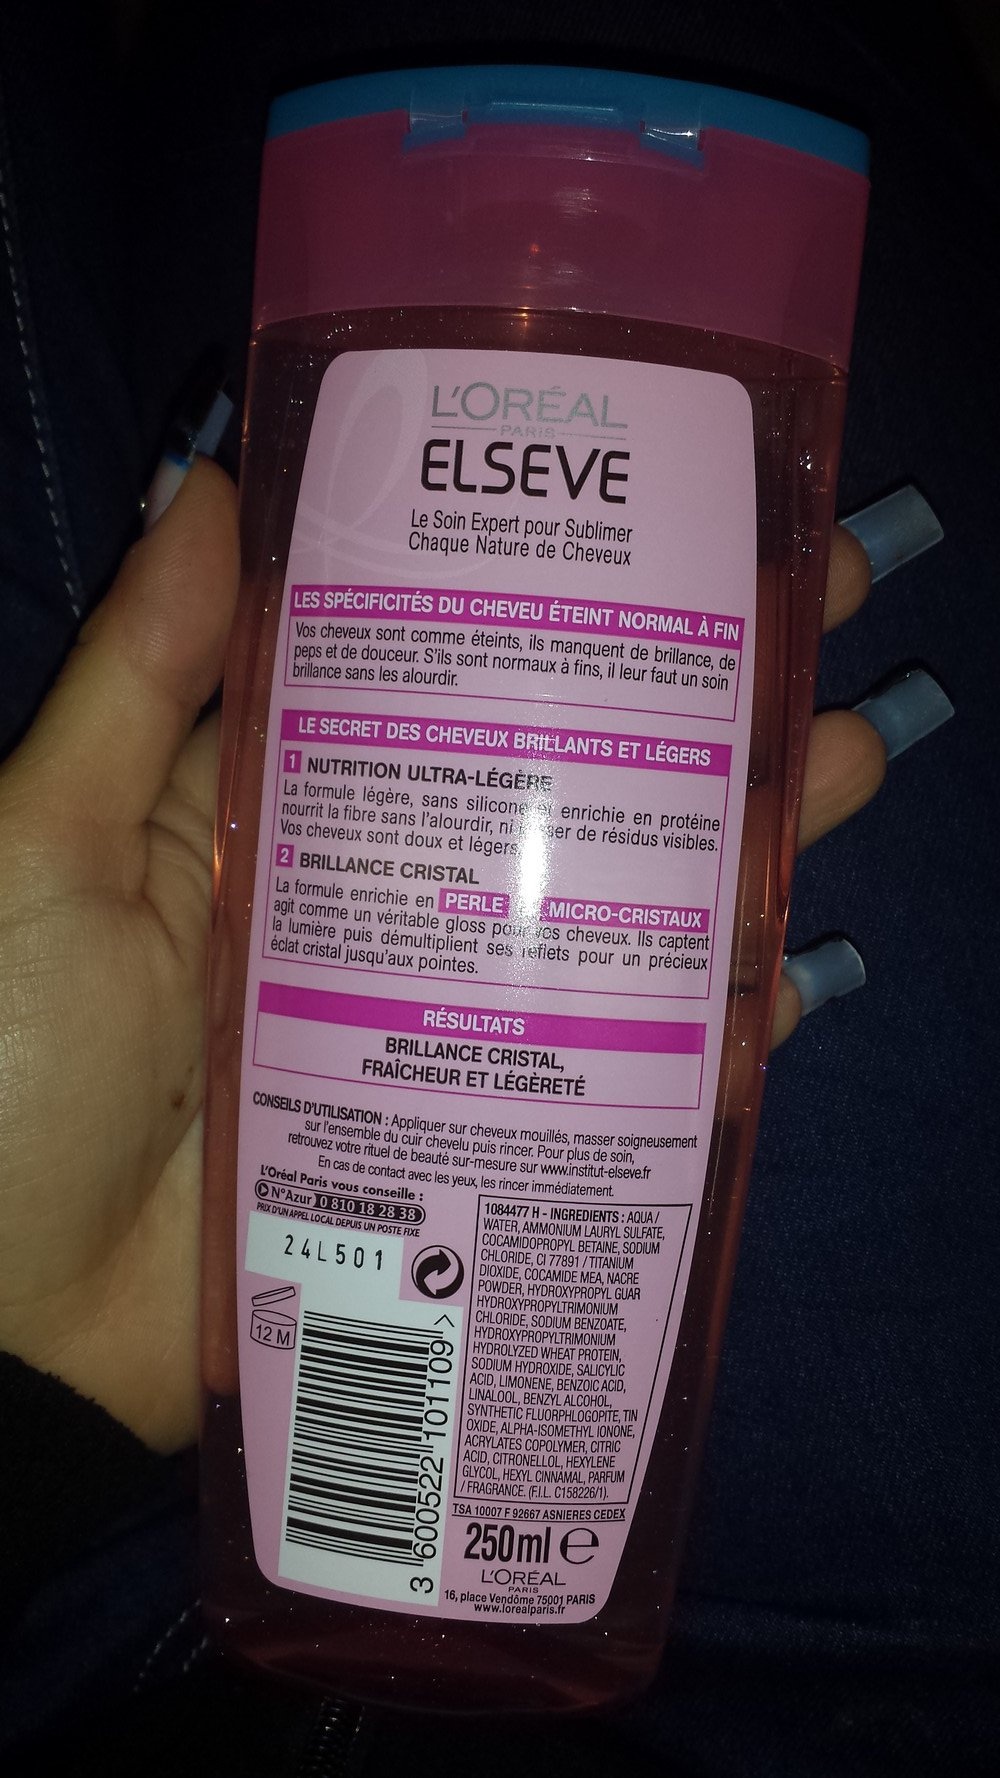 L'ORÉAL
PARIS
ELSEVE
Le Soin Expert pour Sublimer
Chaque Nature de Cheveux
LES SPÉCIFICITÉS DU CHEVEU ÉTEINT NORMAL À FIN
Vos cheveux sont comme éteints, ils manquent de brillance, de
peps et de douceur. S'ils sont normaux à fins, il leur faut un soin
brillance sans les alourdir.
LE SECRET DES CHEVEUX BRILLANTS ET LÉGERS
1 NUTRITION ULTRA-LÉGÈRE
La formule légère, sans silicone et enrichie en protéine
nourrit la fibre sans l'alourdir, ni de résidus visibles.
Vos cheveux sont doux et légers
2 BRILLANCE CRISTAL
La formule enrichie en PERLE MICRO-CRISTAUX
agit comme un véritable gloss pour vos cheveux. Ils captent
la lumière puis démultiplient ses reflets pour un précieux
éclat cristal jusqu'aux pointes.
RÉSULTATS
BRILLANCE CRISTAL,
FRAÎCHEUR ET LÉGÈRETÉ
CONSEILS D'UTILISATION : Appliquer sur cheveux mouillés, masser soigneusement
sur l'ensemble du cuir chevelu puis rincer. Pour plus de soin,
retrouvez votre rituel de beauté sur-mesure sur www.institut-elseve.fr
En cas de contact avec les yeux, les rincer immédiatement.
L'Oréal Paris vous conseille :
N°Azur 0 810 18 28 38
PRIX D'UN APPEL LOCAL DEPUIS UN POSTE FIXE
24L501
12 M
3 600522 101109 >
1084477 H - INGREDIENTS : AQUA /
WATER, AMMONIUM LAURYL SULFATE,
COCAMIDOPROPYL BETAINE, SODIUM
CHLORIDE, CI 77891 / TITANIUM
DIOXIDE, COCAMIDE MEA, NACRE
POWDER, HYDROXYPROPYL GUAR
HYDROXYPROPYLTRIMONIUM
CHLORIDE, SODIUM BENZOATE,
HYDROXYPROPYLTRIMONIUM
HYDROLYZED WHEAT PROTEIN,
SODIUM HYDROXIDE, SALICYLIC
ACID, LIMONENE, BENZOIC ACID,
LINALOOL, BENZYL ALCOHOL,
SYNTHETIC FLUORPHLOGOPITE, TIN
OXIDE, ALPHA-ISOMETHYL IONONE,
ACRYLATES COPOLYMER, CITRIC
ACID, CITRONELLOL, HEXYLENE
GLYCOL, HEXYL CINNAMAL, PARFUM
/ FRAGRANCE. (F.I.L. C158226/1).
TSA 10007 F 92667 ASNIERES CEDEX
250ml e
L'ORÉAL
PARIS
16, place Vendôme 75001 PARIS
www.lorealparis.fr